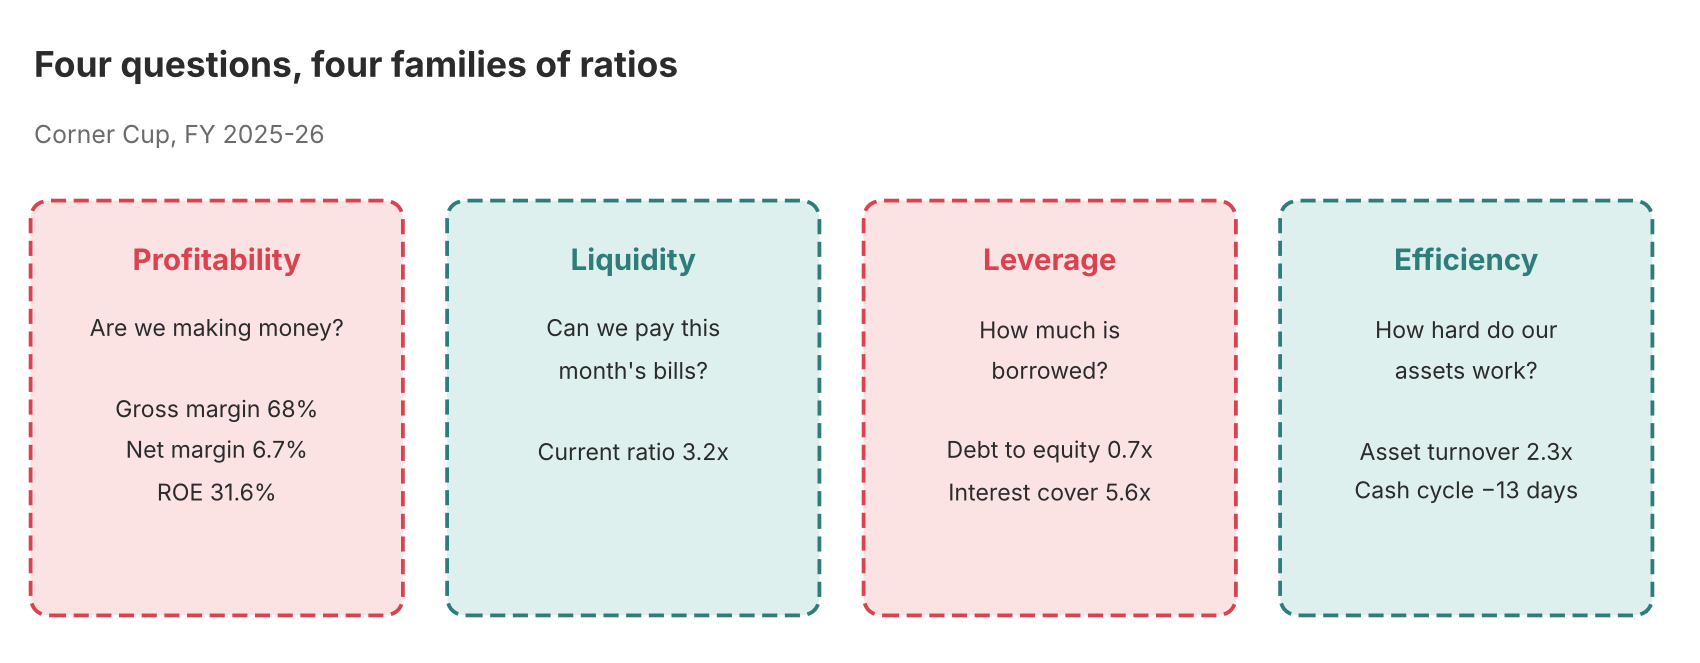 Four questions, four families of ratios
Corner Cup, FY 2025-26
Profitability
Are we making money?
Gross margin 68%
Net margin 6.7%
ROE 31.6%
Liquidity
Can we pay this
month's bills?
Current ratio 3.2x
Leverage
How much is
borrowed?
Debt to equity 0.7x
Interest cover 5.6x
Efficiency
How hard do our
assets work?
Asset turnover 2.3x
Cash cycle −13 days